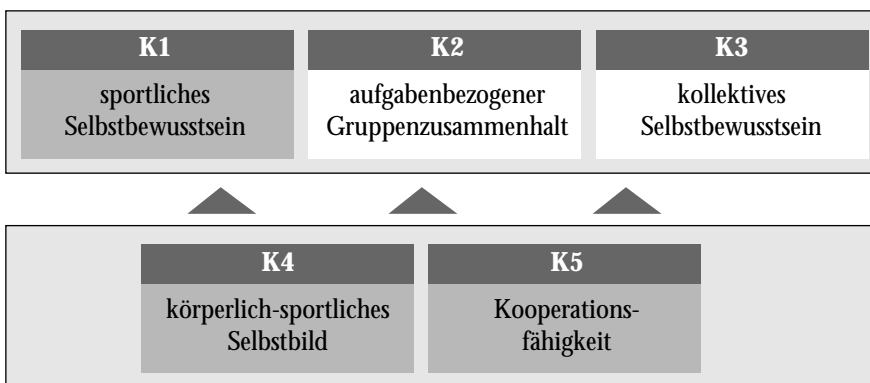 K1
K2
K3
sportliches
Selbstbewusstsein
aufgabenbezogener
Gruppenzusammenhalt
kollektives
Selbstbewusstsein
K4
K5
körperlich-sportliches
Selbstbild
Kooperations-
fähigkeit